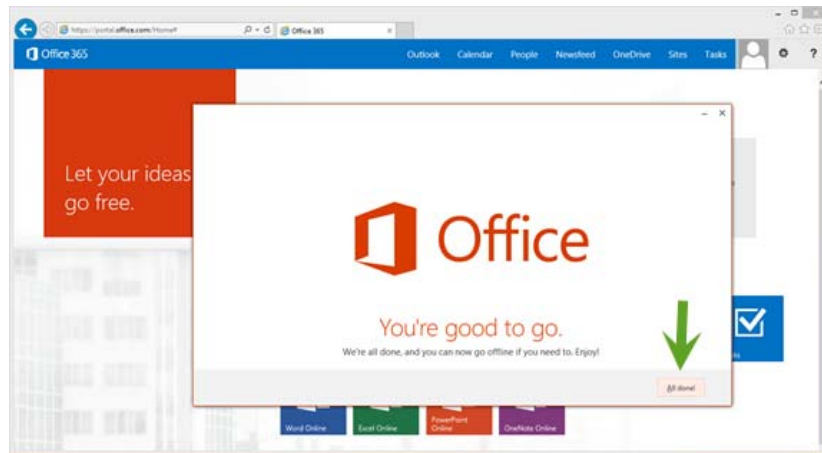 https://portal.office.com/Home#
Office 365
Office 365
Outlook Calendar People Newsfeed OneDrive Sites Tasks
?
Let your ideas
go free.
Office
You're good to go.
We're all done, and you can now go offline if you need to. Enjoy!
All done!
Word Online
Excel Online
PowerPoint
Online
OneNote Online